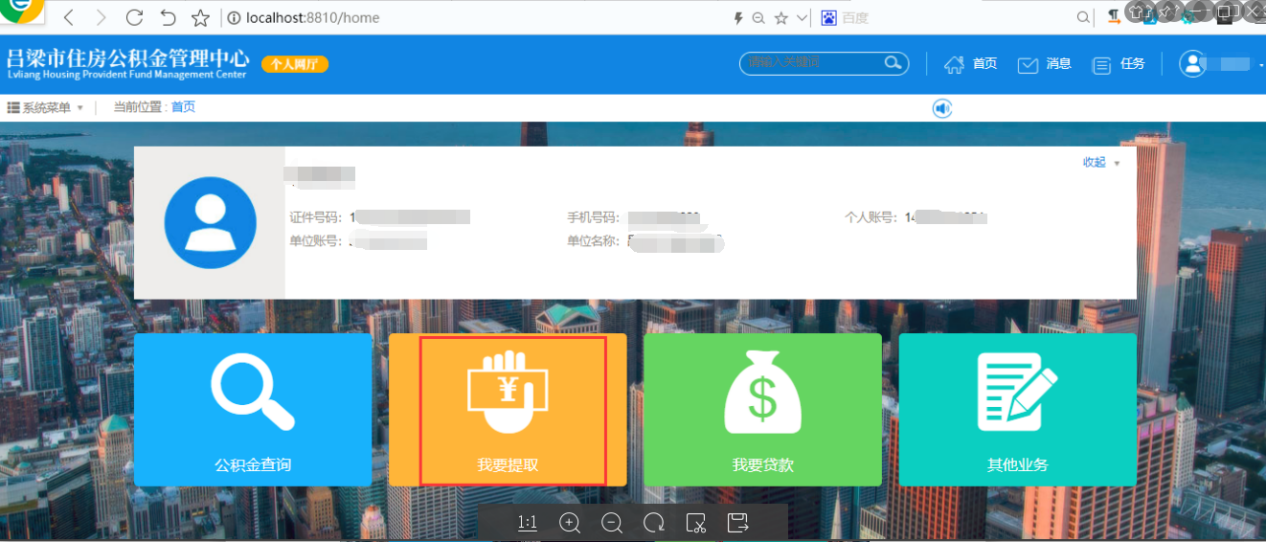 localhost:8810/home
百度
吕梁市住房公积金管理中心 个人网厅
Lvliang Housing Provident Fund Management Center
请输入关键词
首页 消息 任务
系统菜单 当前位置：首页
收起
证件号码：1 手机号码： 个人账号：14
单位账号： 单位名称：
¥ $
公积金查询 我要提取 我要贷款 其他业务
1:1